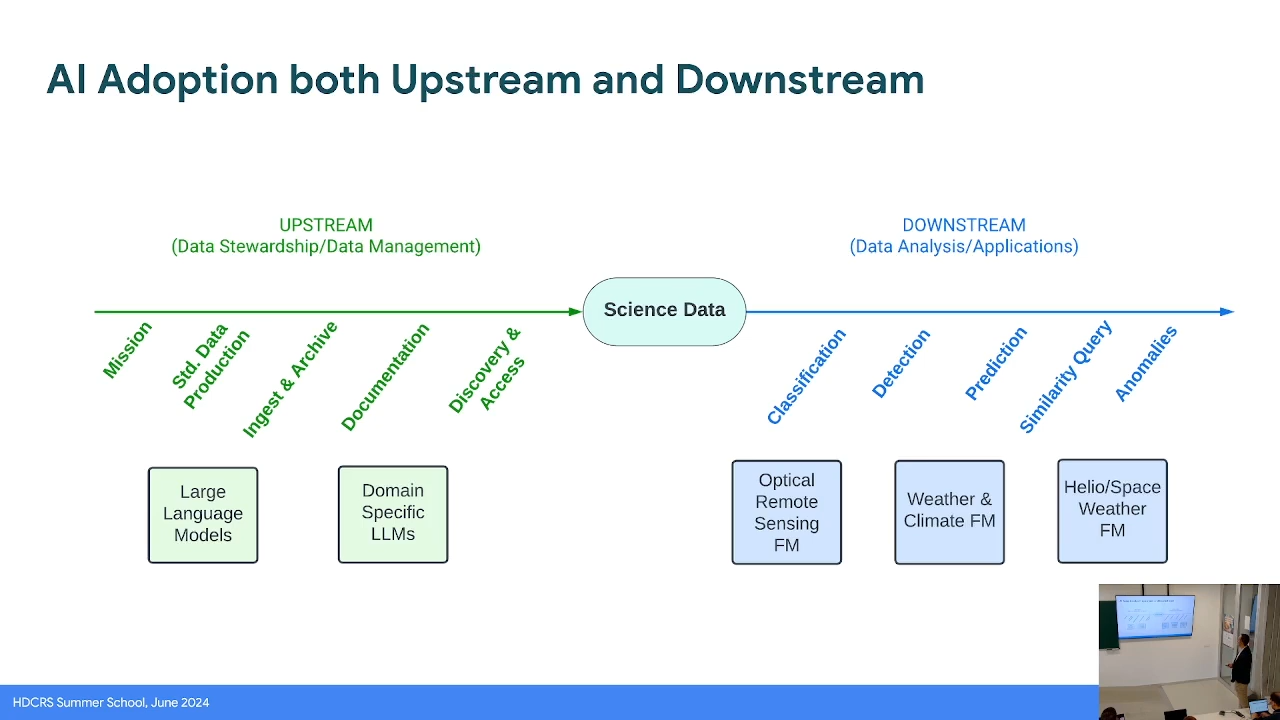 AI Adoption both Upstream and Downstream
UPSTREAM
(Data Stewardship/Data Management)
DOWNSTREAM
(Data Analysis/Applications)
Science Data
Mission
Std. Data
Production
Ingest & Archive
Documentation
Discovery &
Access
Classification
Detection
Prediction
Similarity Query
Anomalies
Large
Language
Models
Domain
Specific
LLMs
Optical
Remote
Sensing
FM
Weather &
Climate FM
Helio/Space
Weather
FM
HDCRS Summer School, June 2024